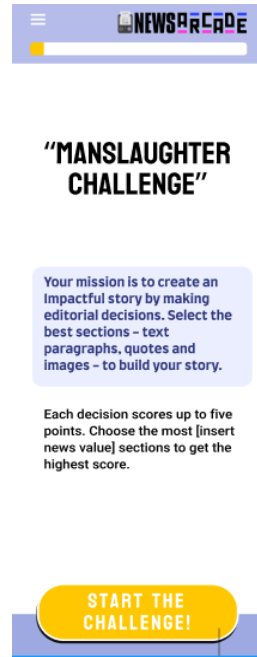 NEWSARCADE
“MANSLAUGHTER
CHALLENGE”
Your mission is to create an
Impactful story by making
editorial decisions. Select the
best sections – text
paragraphs, quotes and
images – to build your story.
Each decision scores up to five
points. Choose the most [insert
news value] sections to get the
highest score.
START THE
CHALLENGE!